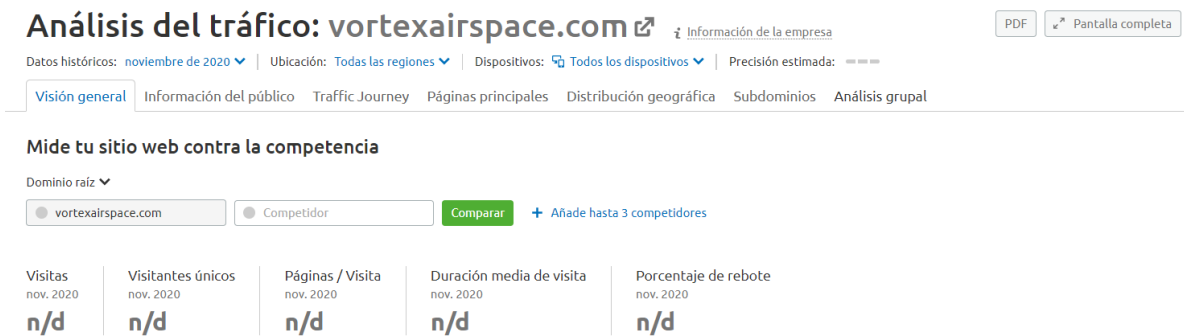 Análisis del tráfico: vortexairspace.com i Información de la empresa PDF Pantalla completa
Datos históricos: noviembre de 2020 Ubicación: Todas las regiones Dispositivos: Todos los dispositivos Precisión estimada:
Visión general Información del público Traffic Journey Páginas principales Distribución geográfica Subdominios Análisis grupal
Mide tu sitio web contra la competencia
Dominio raíz
vortexairspace.com Competidor Comparar + Añade hasta 3 competidores
Visitas Visitantes únicos Páginas / Visita Duración media de visita Porcentaje de rebote
nov. 2020 nov. 2020 nov. 2020 nov. 2020 nov. 2020
n/d n/d n/d n/d n/d